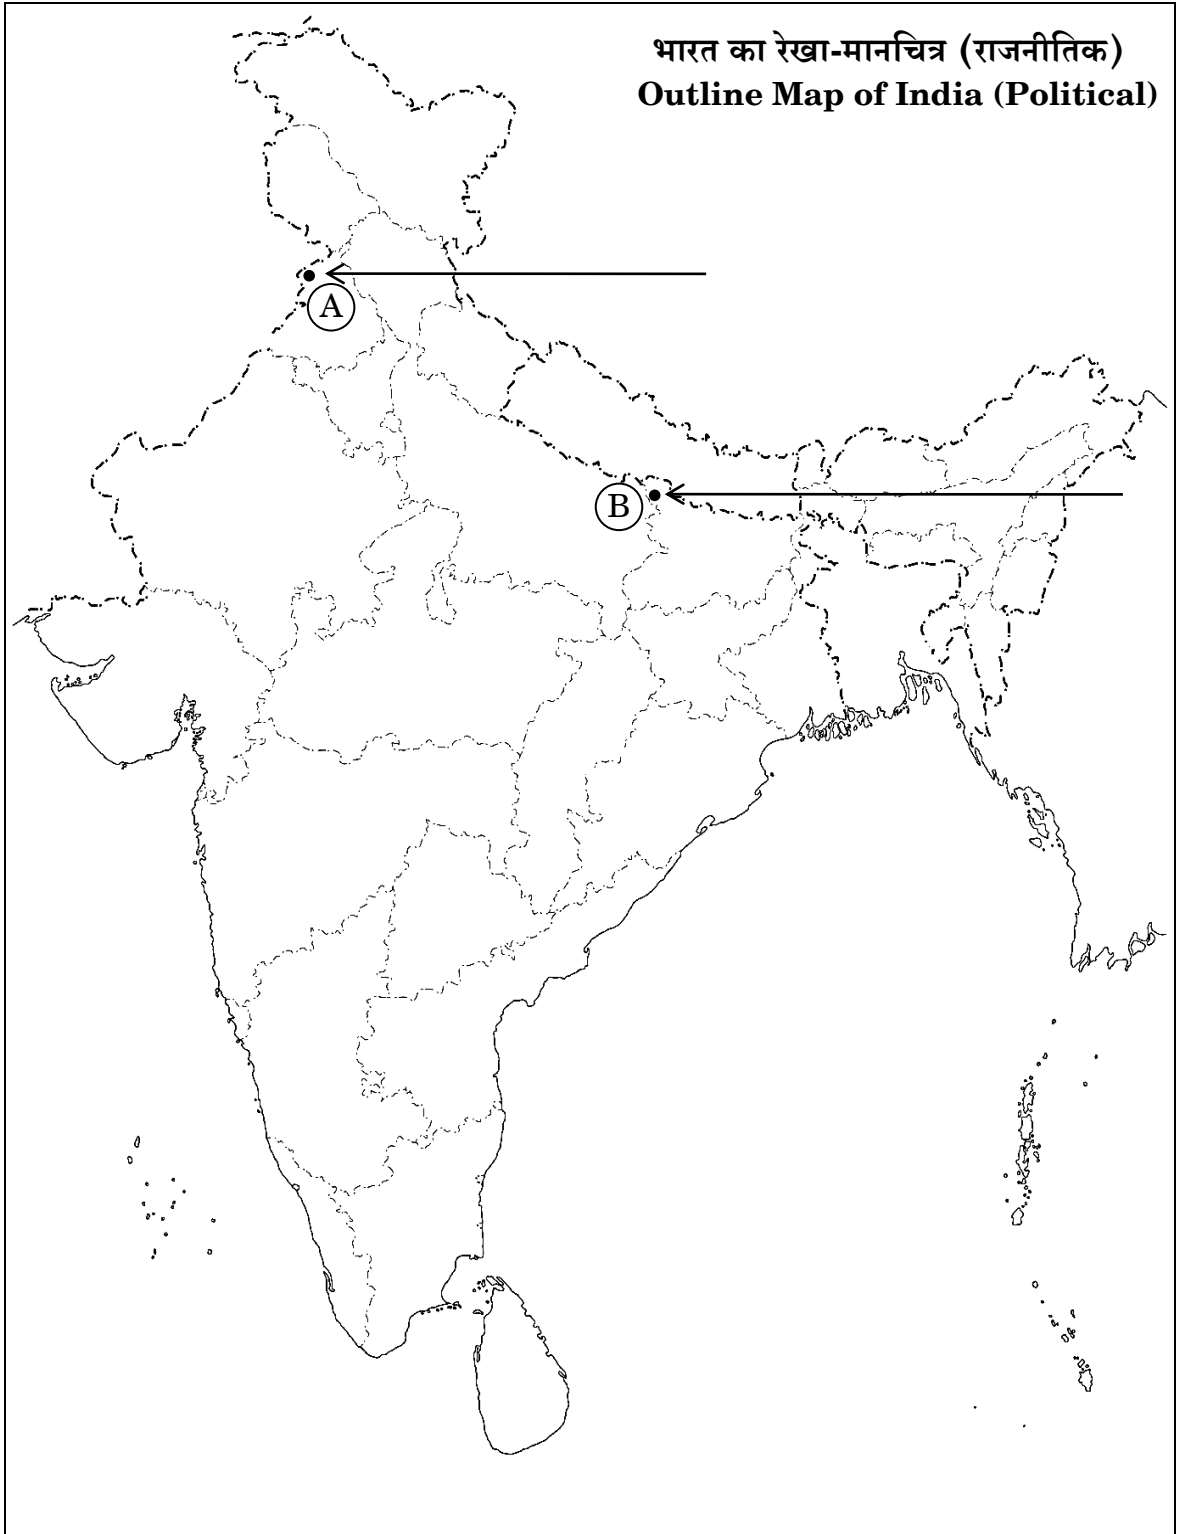 भारत का रेखा-मानचित्र (राजनीतिक)
Outline Map of India (Political)
A
B